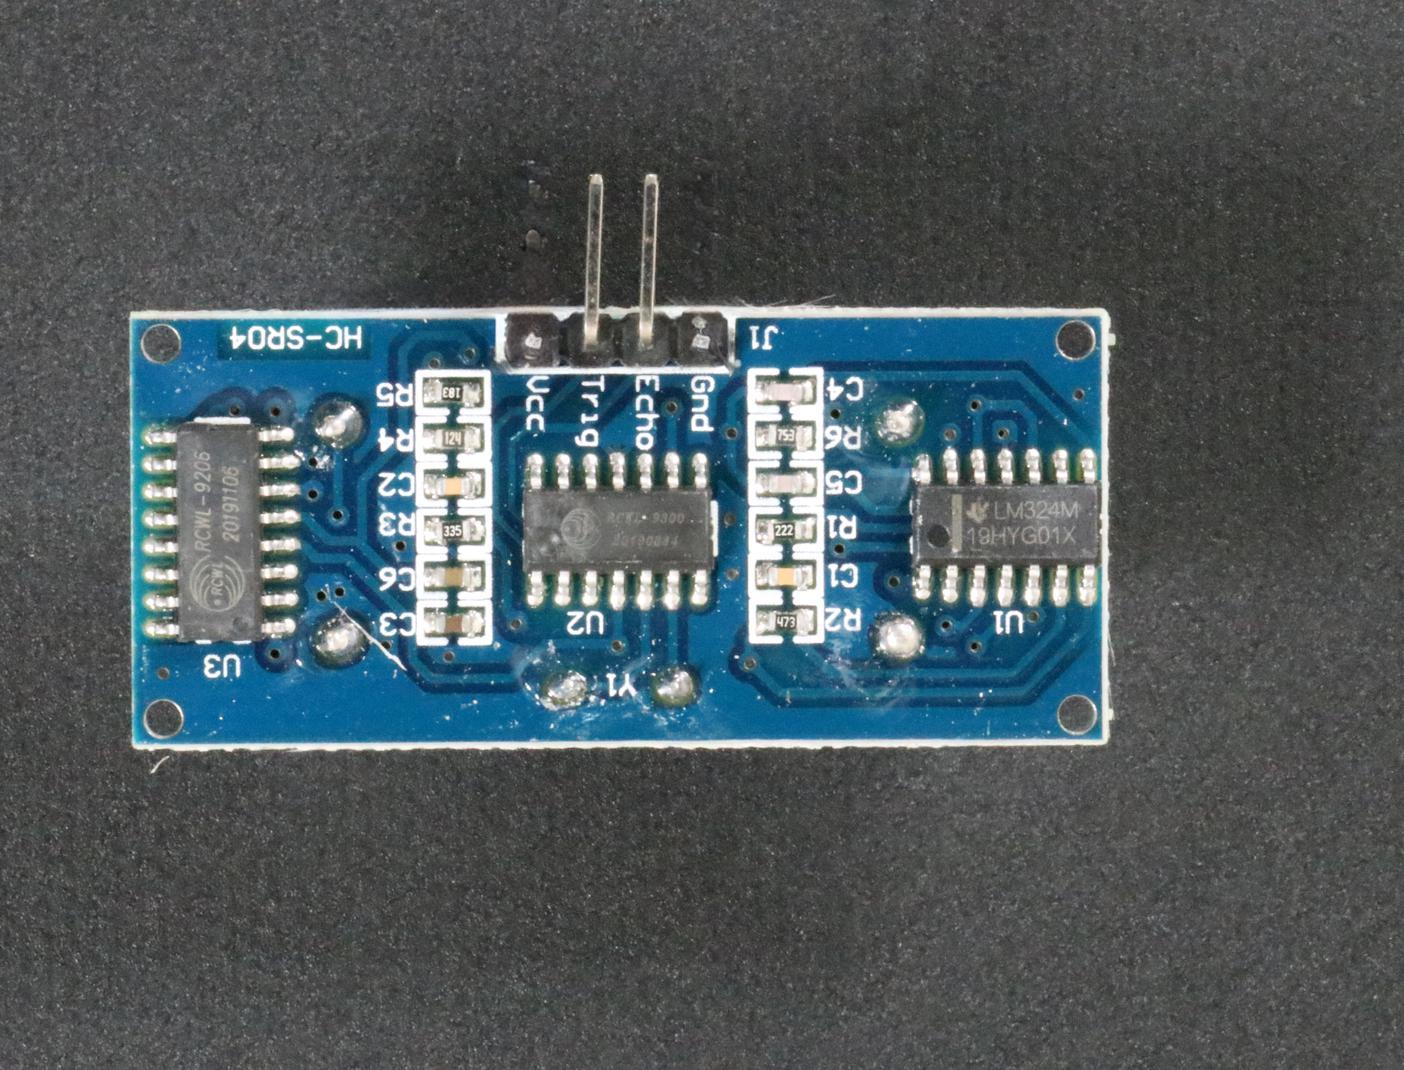 HC-SR04
J1
Vcc
Trig
Echo
Gnd
R5
183
R4
124
C2
R3
335
C6
C3
C4
R6
753
C5
R1
222
C1
R2
473
RCWL-9206
20191106
RCWL
U3
RCWL-9300
U2
Y1
LM324M
19HYG01X
U1